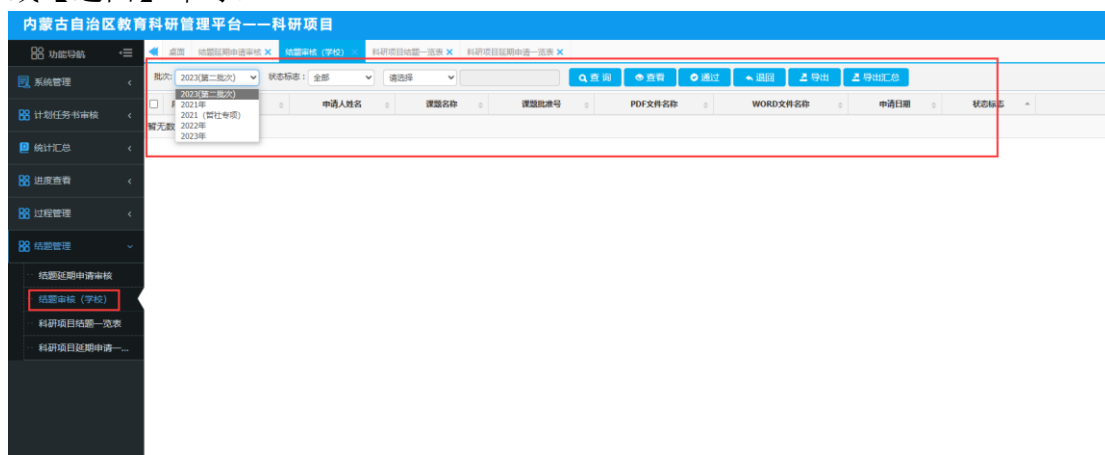 内蒙古自治区教育科研管理平台——科研项目
功能导航
桌面 结题延期申请审核 × 结题审核（学校） × 科研项目结题一览表 × 科研项目延期申请一览表 ×
系统管理
批次: 2023(第二批次) 状态标志: 全部 请选择 查 询 查看 通过 退回 导出 导出汇总
2023(第二批次)
2021年
2021（哲社专项）
2022年
2023年
申请人姓名 课题名称 课题批准号 PDF文件名称 WORD文件名称 申请日期 状态标志
暂无数
计划任务书审核
统计汇总
进度查看
过程管理
结题管理
结题延期申请审核
结题审核（学校）
科研项目结题一览表
科研项目延期申请一...